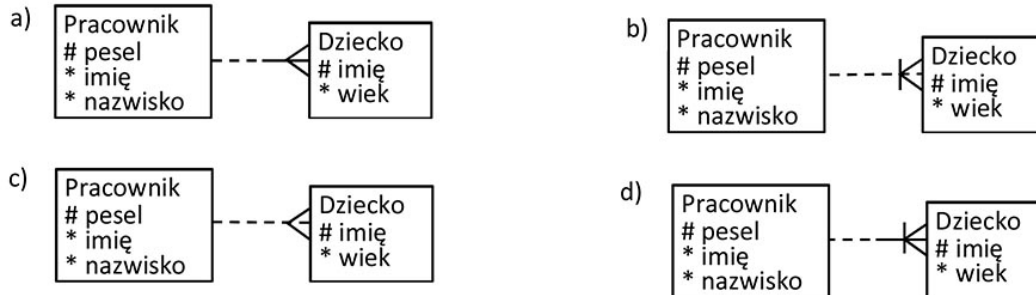 a)
Pracownik
# pesel
* imię
* nazwisko
Dziecko
# imię
* wiek
b)
Pracownik
# pesel
* imię
* nazwisko
Dziecko
# imię
* wiek
c)
Pracownik
# pesel
* imię
* nazwisko
Dziecko
# imię
* wiek
d)
Pracownik
# pesel
* imię
* nazwisko
Dziecko
# imię
* wiek